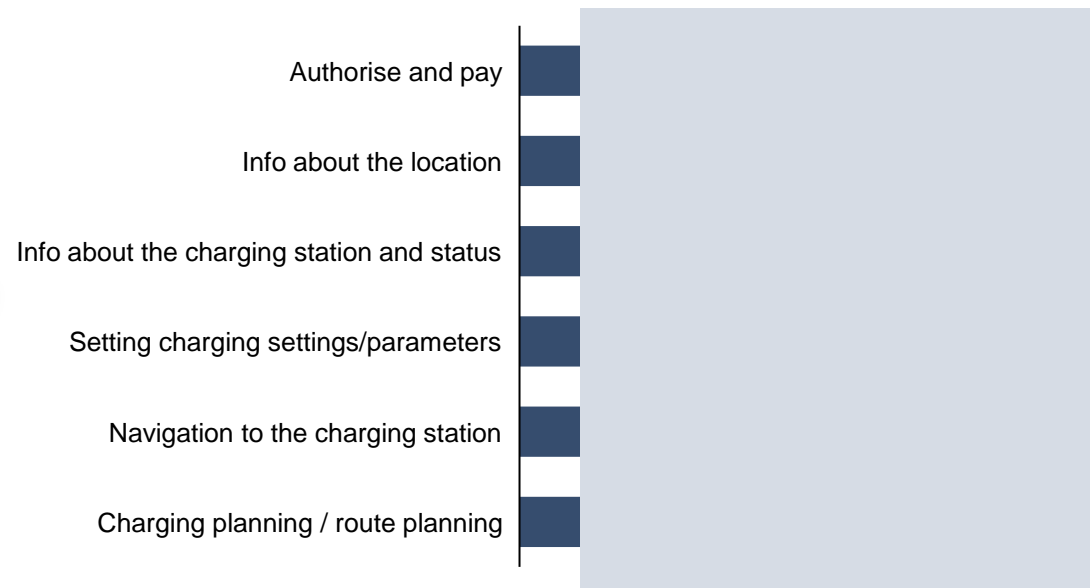 Authorise and pay
Info about the location
Info about the charging station and status
Setting charging settings/parameters
Navigation to the charging station
Charging planning / route planning